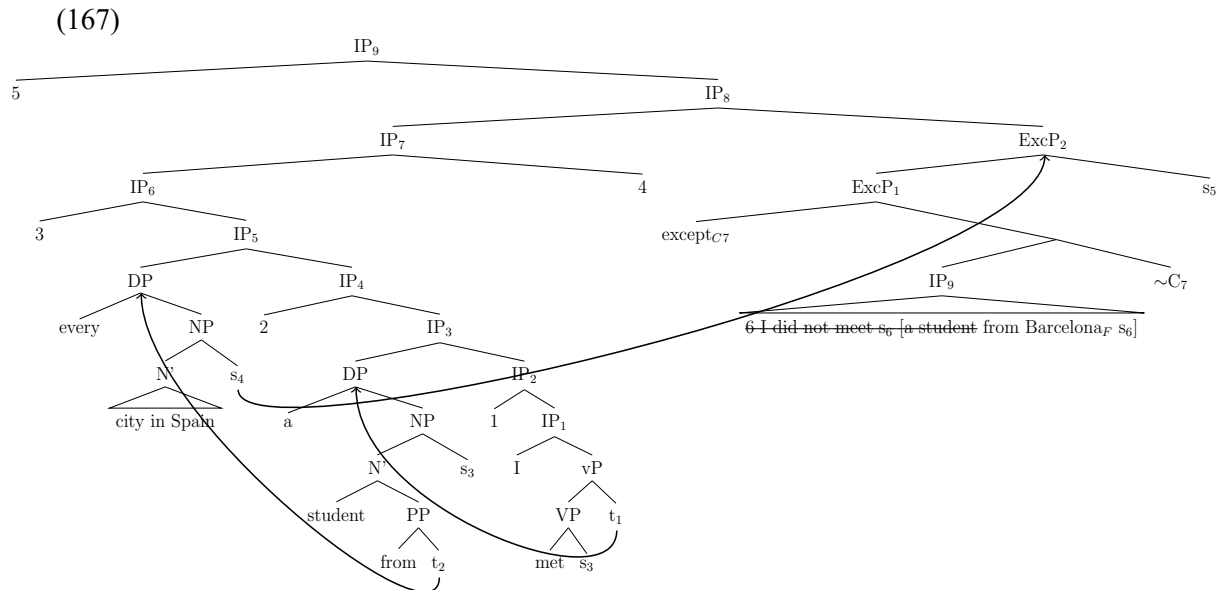 (167)
IP₉
5 IP₈
IP₇ ExcP₂
IP₆ 4 ExcP₁ s₅
3 IP₅ except_C7
DP IP₄ IP₉ ~C₇
every NP 2 IP₃ 6 I did not meet s₆ [a student from Barcelona_F s₆]
N' s₄ DP IP₂
city in Spain a NP 1 IP₁
N' s₃ I vP
student PP VP t₁
from t₂ met s₃